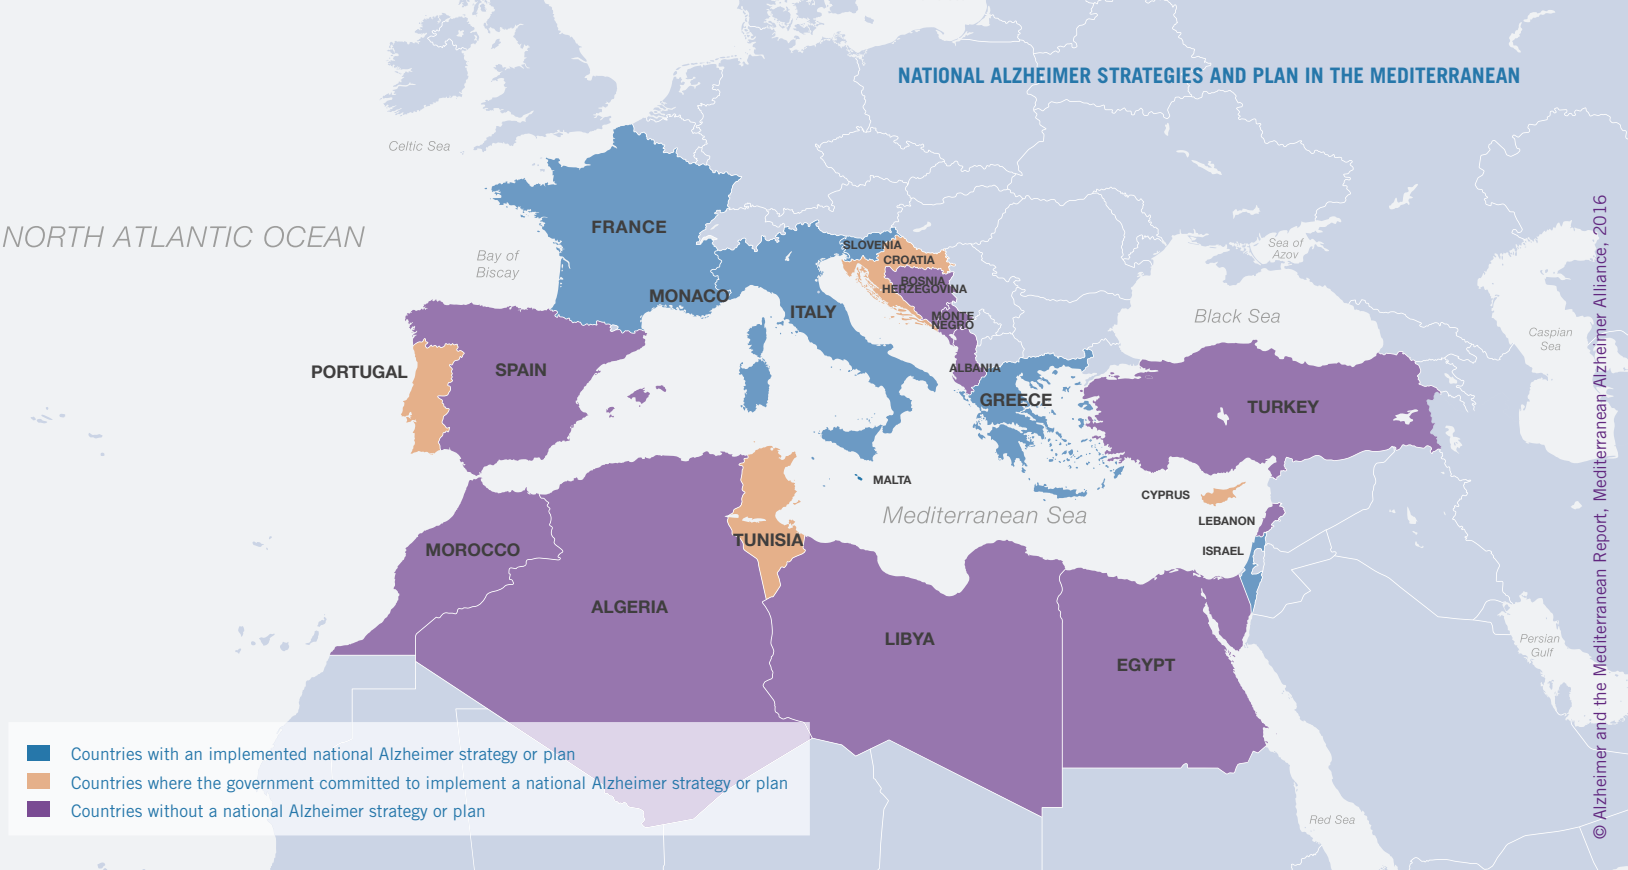 NATIONAL ALZHEIMER STRATEGIES AND PLAN IN THE MEDITERRANEAN
Celtic Sea
NORTH ATLANTIC OCEAN
Bay of
Biscay
FRANCE
MONACO
ITALY
SLOVENIA
CROATIA
BOSNIA
HERZEGOVINA
MONTE
NEGRO
ALBANIA
GREECE
PORTUGAL
SPAIN
Sea of
Azov
Black Sea
Caspian
Sea
TURKEY
MALTA
Mediterranean Sea
CYPRUS
LEBANON
ISRAEL
MOROCCO
ALGERIA
TUNISIA
LIBYA
EGYPT
Persian
Gulf
Red Sea
Countries with an implemented national Alzheimer strategy or plan
Countries where the government committed to implement a national Alzheimer strategy or plan
Countries without a national Alzheimer strategy or plan
© Alzheimer and the Mediterranean Report, Mediterranean Alzheimer Alliance, 2016